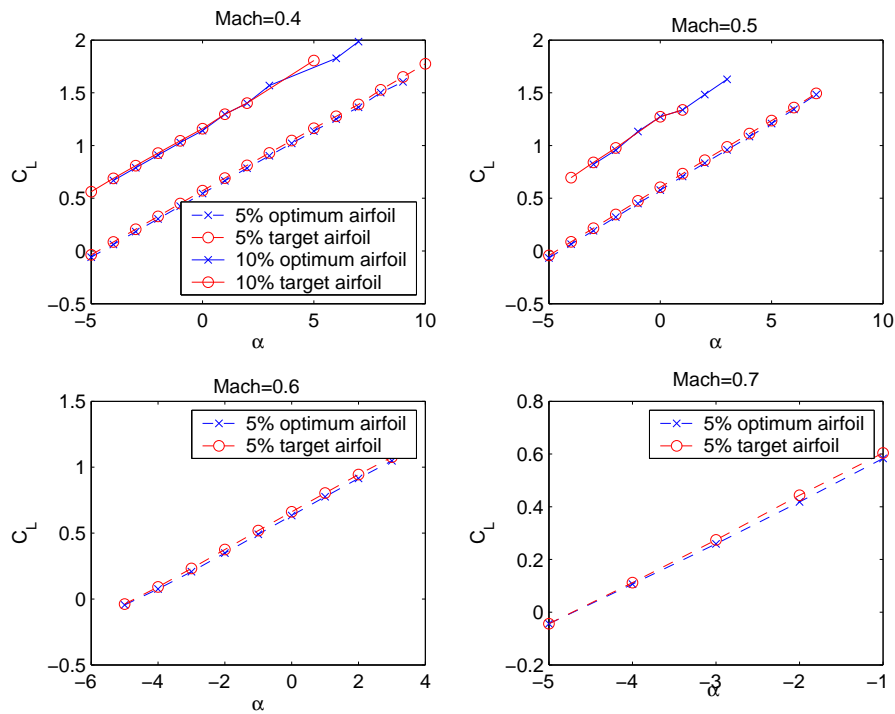 Mach=0.4
2
1.5
1
0.5
0
−0.5
C_L
−5
0
5
10
α
5% optimum airfoil
5% target airfoil
10% optimum airfoil
10% target airfoil
Mach=0.5
2
1.5
1
0.5
0
−0.5
C_L
−5
0
5
10
α
Mach=0.6
1.5
1
0.5
0
−0.5
C_L
−6
−4
−2
0
2
4
α
5% optimum airfoil
5% target airfoil
Mach=0.7
0.8
0.6
0.4
0.2
0
−0.2
C_L
−5
−4
−3
−2
−1
α
5% optimum airfoil
5% target airfoil